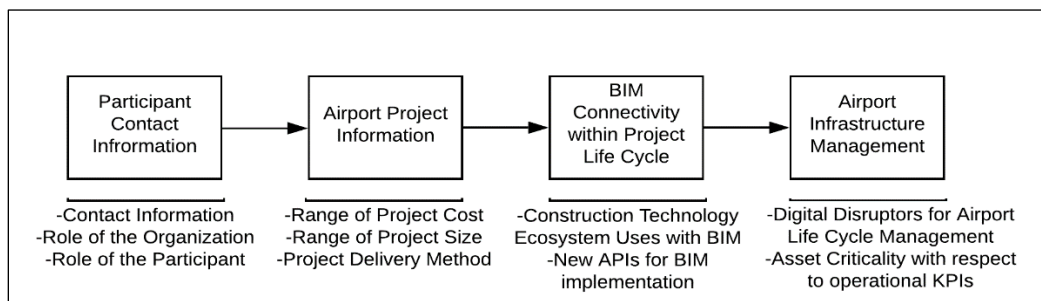 Participant
Contact
Infrormation
Airport Project
Information
BIM
Connectivity
within Project
Life Cycle
Airport
Infrastructure
Management
-Contact Information
-Role of the Organization
-Role of the Participant
-Range of Project Cost
-Range of Project Size
-Project Delivery Method
-Construction Technology
Ecosystem Uses with BIM
-New APIs for BIM
implementation
-Digital Disruptors for Airport
Life Cycle Management
-Asset Criticality with respect
to operational KPIs